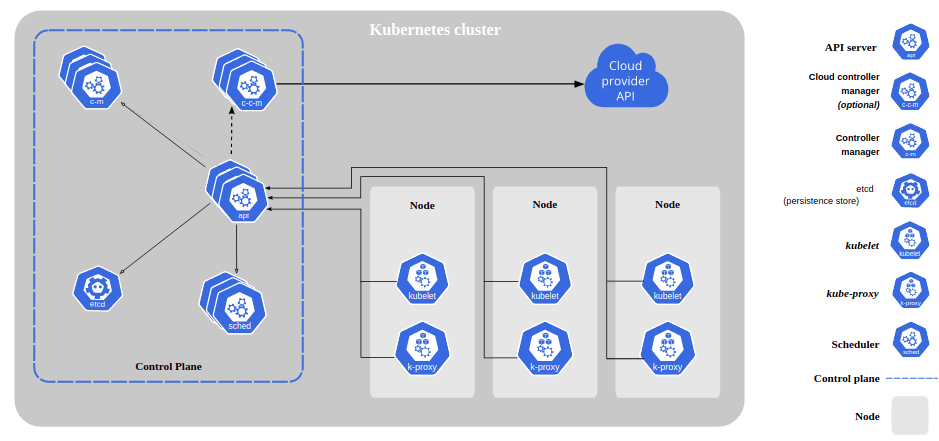 Kubernetes cluster
c-m
c-c-m
Cloud
provider
API
api
etcd
sched
Control Plane
Node
kubelet
k-proxy
Node
kubelet
k-proxy
Node
kubelet
k-proxy
API server
api
Cloud controller
manager
(optional)
c-c-m
Controller
manager
c-m
etcd
(persistence store)
etcd
kubelet
kubelet
kube-proxy
k-proxy
Scheduler
sched
Control plane
Node